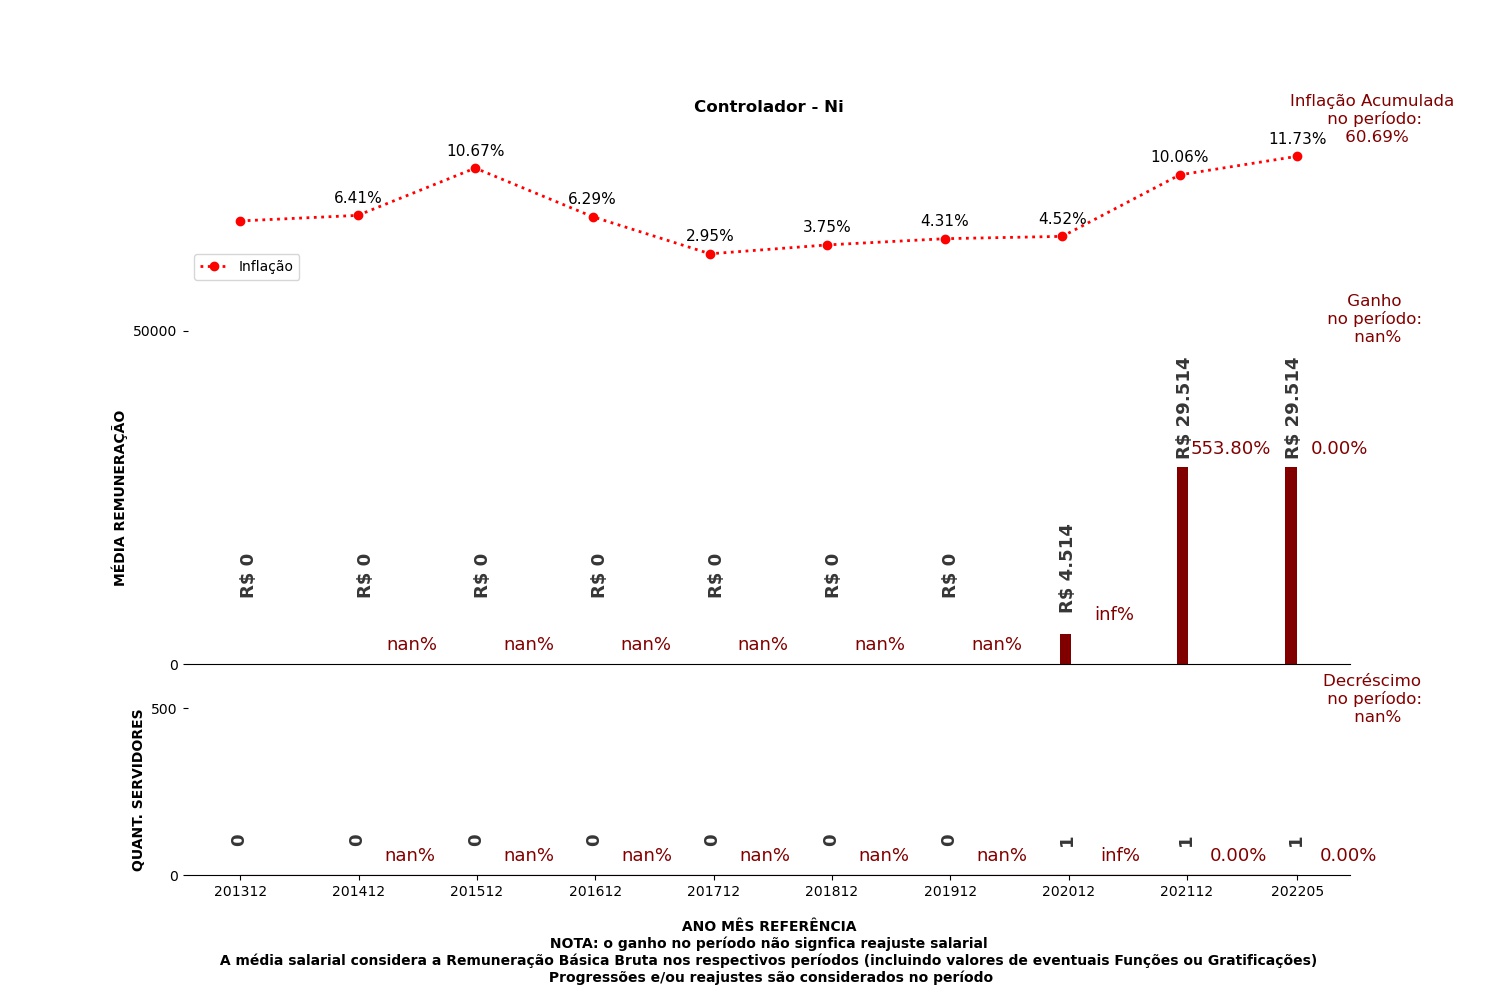 Controlador - Ni
Inflação Acumulada
no período:
60.69%
6.41%
10.67%
6.29%
2.95%
3.75%
4.31%
4.52%
10.06%
11.73%
Inflação
Ganho
no período:
nan%
MÉDIA REMUNERAÇÃO
50000
0
R$ 0
R$ 0
R$ 0
R$ 0
R$ 0
R$ 0
R$ 0
R$ 4.514
R$ 29.514
R$ 29.514
nan%
nan%
nan%
nan%
nan%
nan%
inf%
553.80%
0.00%
Decréscimo
no período:
nan%
QUANT. SERVIDORES
500
0
0
0
0
0
0
0
0
1
1
1
nan%
nan%
nan%
nan%
nan%
nan%
inf%
0.00%
0.00%
201312
201412
201512
201612
201712
201812
201912
202012
202112
202205
ANO MÊS REFERÊNCIA
NOTA: o ganho no período não signfica reajuste salarial
A média salarial considera a Remuneração Básica Bruta nos respectivos períodos (incluindo valores de eventuais Funções ou Gratificações)
Progressões e/ou reajustes são considerados no período